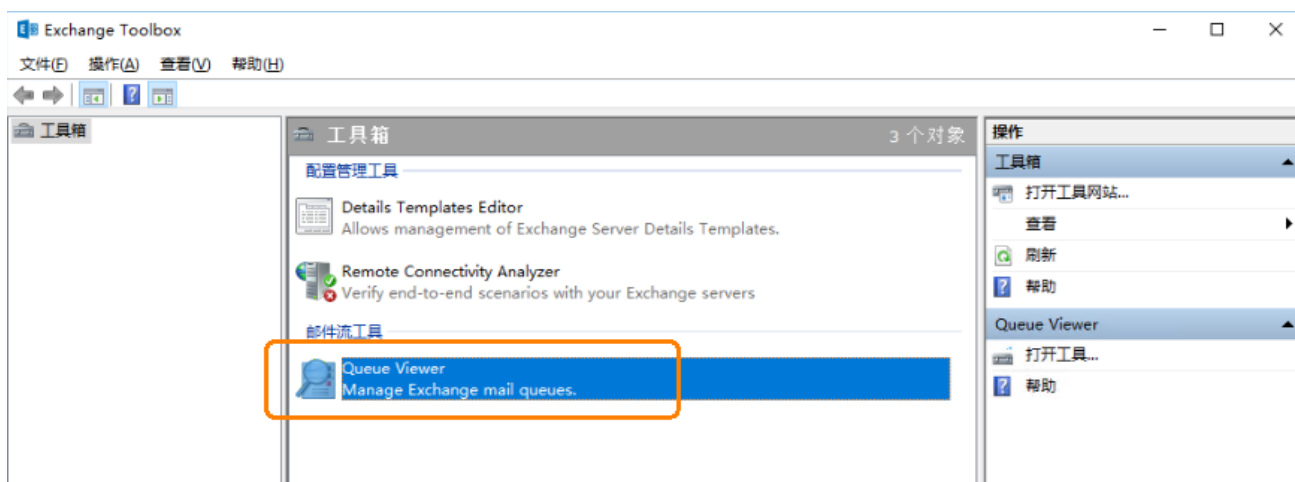 Exchange Toolbox
文件(F) 操作(A) 查看(V) 帮助(H)
工具箱
工具箱 3 个对象
配置管理工具
Details Templates Editor
Allows management of Exchange Server Details Templates.
Remote Connectivity Analyzer
Verify end-to-end scenarios with your Exchange servers
邮件流工具
Queue Viewer
Manage Exchange mail queues.
操作
工具箱
打开工具网站...
查看
刷新
帮助
Queue Viewer
打开工具...
帮助